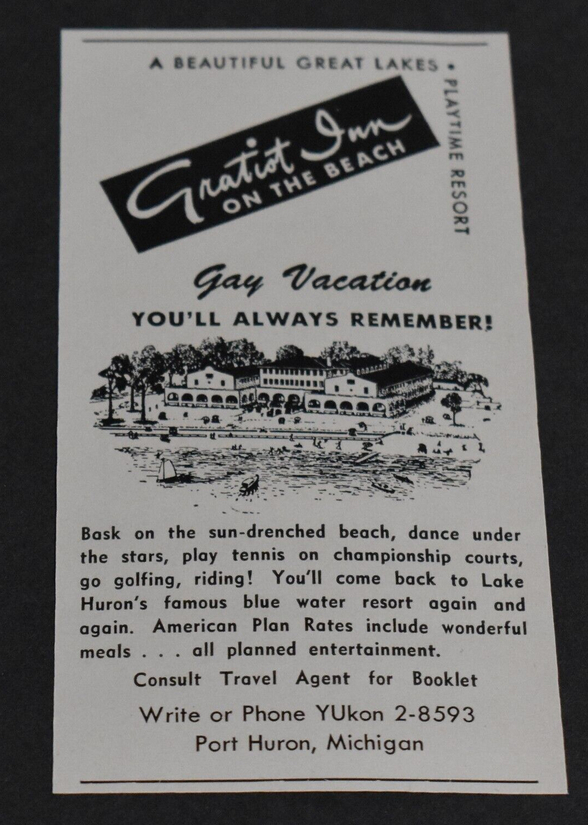 A BEAUTIFUL GREAT LAKES •
PLAYTIME RESORT
Gratiot Inn
ON THE BEACH
Gay Vacation
YOU'LL ALWAYS REMEMBER!
Bask on the sun-drenched beach, dance under
the stars, play tennis on championship courts,
go golfing, riding! You'll come back to Lake
Huron's famous blue water resort again and
again. American Plan Rates include wonderful
meals . . . all planned entertainment.
Consult Travel Agent for Booklet
Write or Phone YUkon 2-8593
Port Huron, Michigan